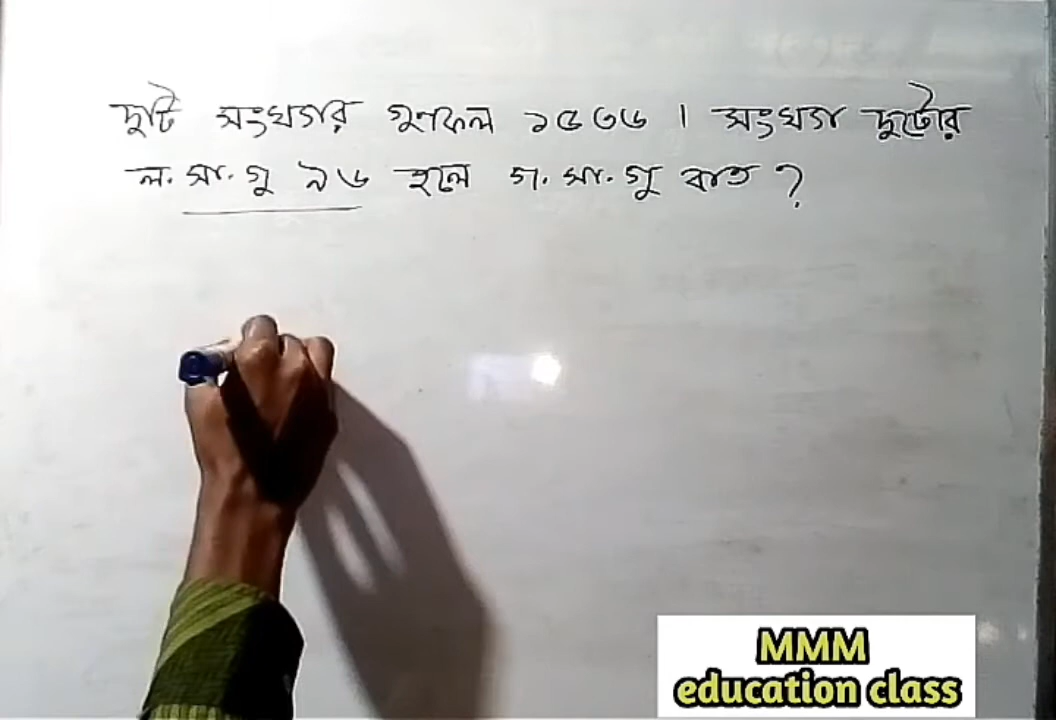 দুটি সংখ্যার গুণফল ১৫৩৬ । সংখ্যা দুটোর
ল. সা. গু ৯৬ হলে গ. সা. গু কত ?
MMM
education class